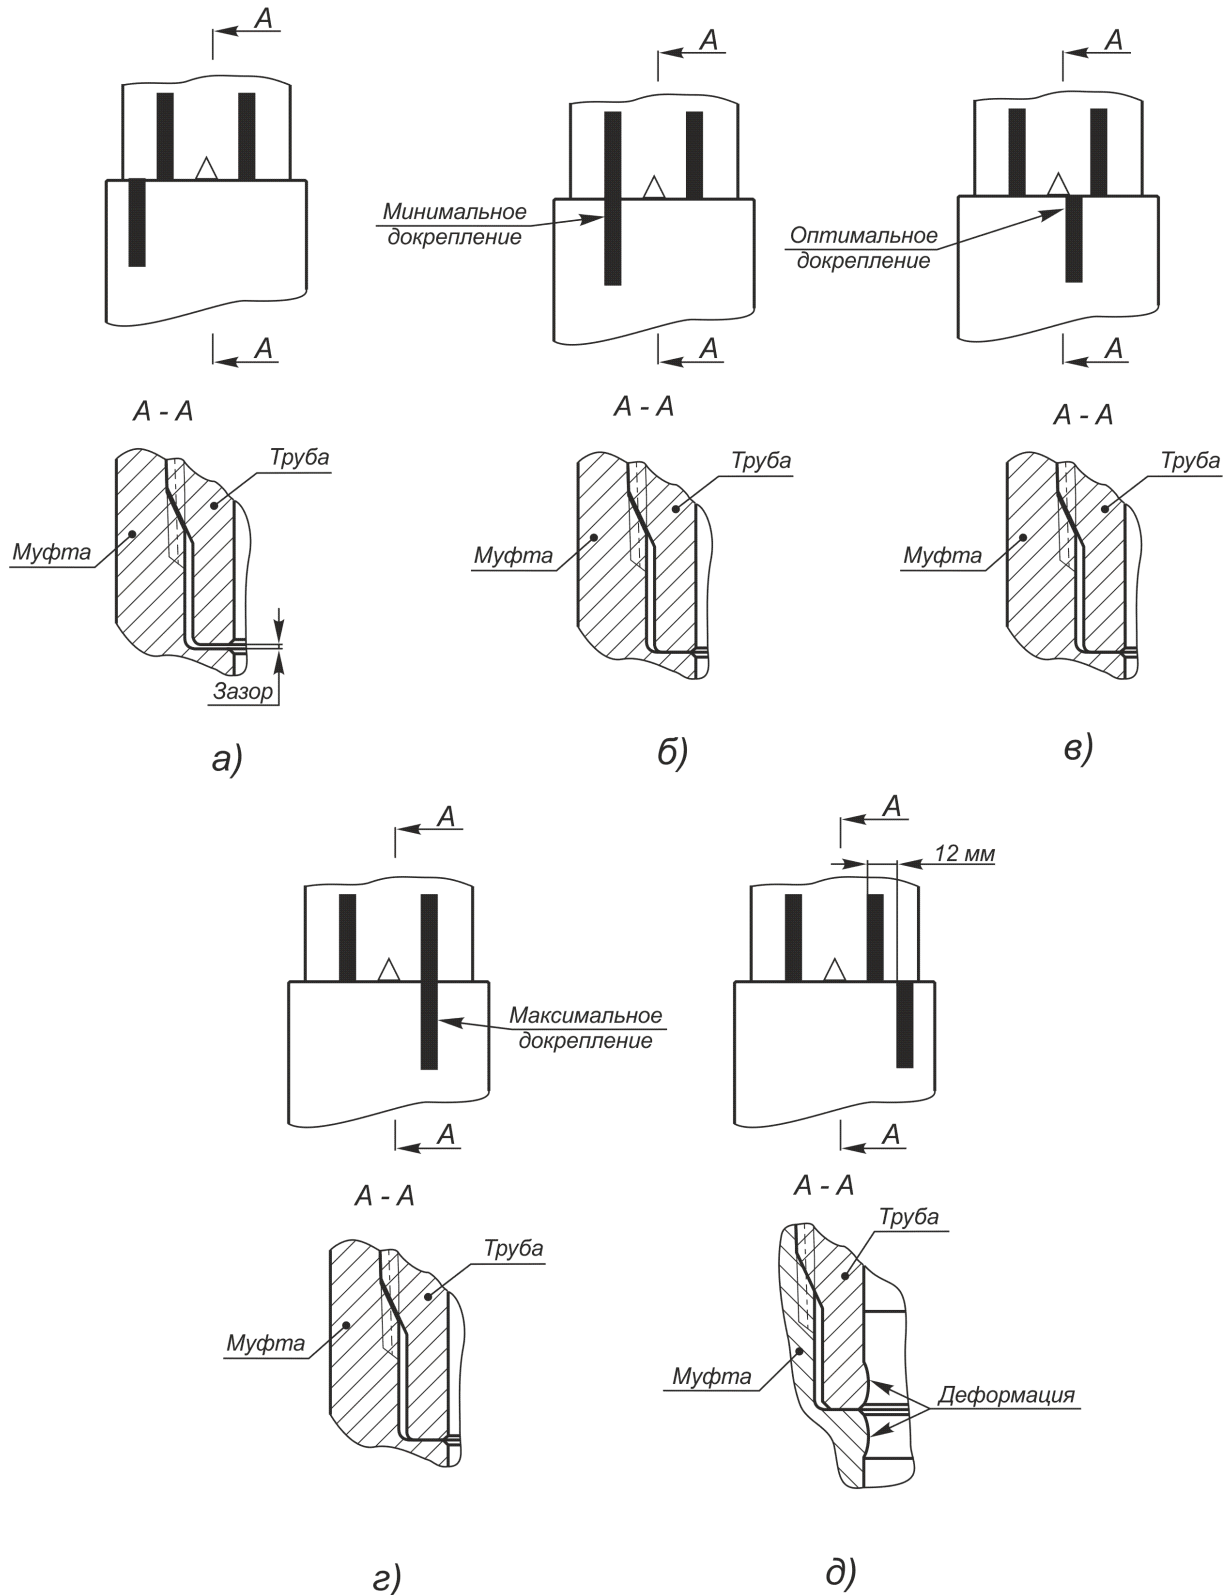 А
А
А
Минимальное
докрепление
Оптимальное
докрепление
А
А
А
А - А
А - А
А - А
Труба
Труба
Труба
Муфта
Муфта
Муфта
Зазор
а)
б)
в)
А
А
12 мм
Максимальное
докрепление
А
А
А - А
А - А
Труба
Труба
Муфта
Муфта
Деформация
г)
д)